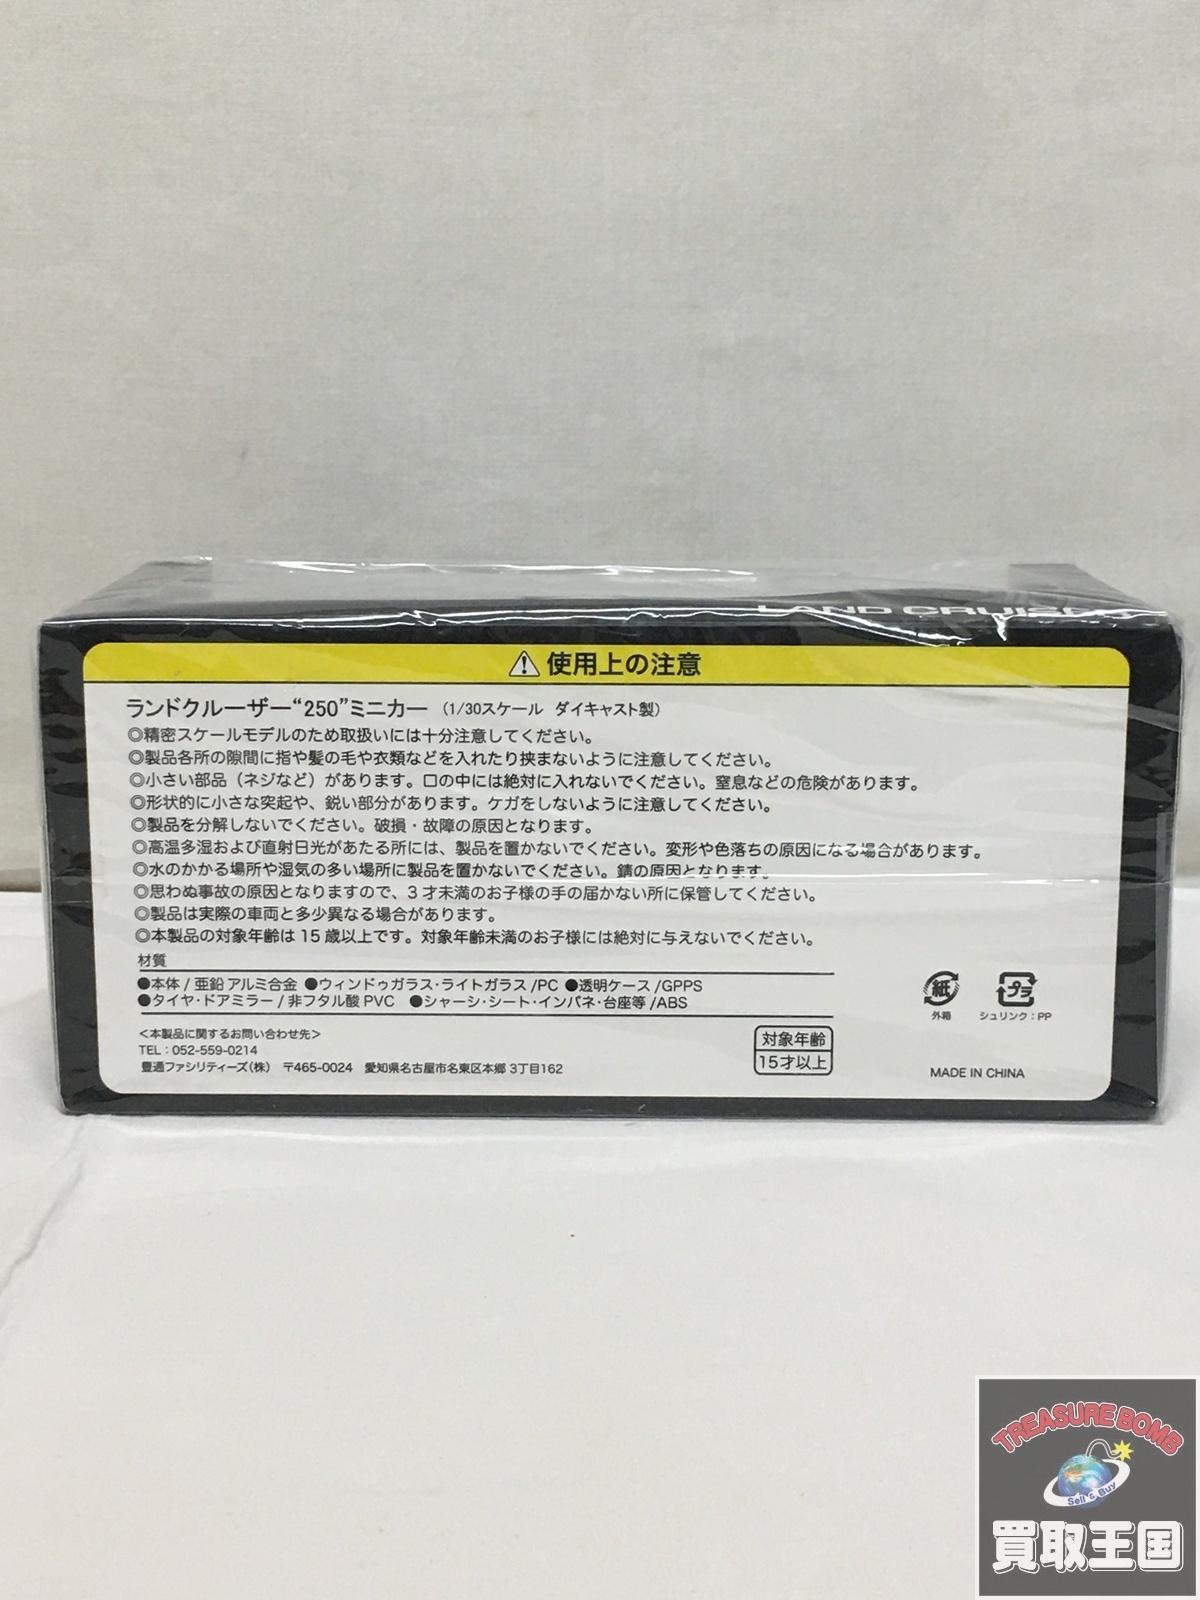 LAND CRUISER
使用上の注意
ランドクルーザー“250”ミニカー (1/30スケール ダイキャスト製)
◎精密スケールモデルのため取扱いには十分注意してください。
◎製品各所の隙間に指や髪の毛や衣類などを入れたり挟まないように注意してください。
◎小さい部品（ネジなど）があります。口の中には絶対に入れないでください。窒息などの危険があります。
◎形状的に小さな突起や、鋭い部分があります。ケガをしないように注意してください。
◎製品を分解しないでください。破損・故障の原因となります。
◎高温多湿および直射日光があたる所には、製品を置かないでください。変形や色落ちの原因になる場合があります。
◎水のかかる場所や湿気の多い場所に製品を置かないでください。錆の原因となります。
◎思わぬ事故の原因となりますので、3才未満のお子様の手の届かない所に保管してください。
◎製品は実際の車両と多少異なる場合があります。
◎本製品の対象年齢は15歳以上です。対象年齢未満のお子様には絶対に与えないでください。
材質
●本体/亜鉛アルミ合金 ●ウィンドゥガラス・ライトガラス/PC ●透明ケース/GPPS
●タイヤ・ドアミラー/非フタル酸PVC ●シャーシ・シート・インパネ・台座等/ABS
<本製品に関するお問い合わせ先>
TEL：052-559-0214
豊通ファシリティーズ(株) 〒465-0024 愛知県名古屋市名東区本郷3丁目162
対象年齢
15才以上
紙
外箱
プラ
シュリンク：PP
MADE IN CHINA
TREASURE BOMB
Sell & Buy
買取王国